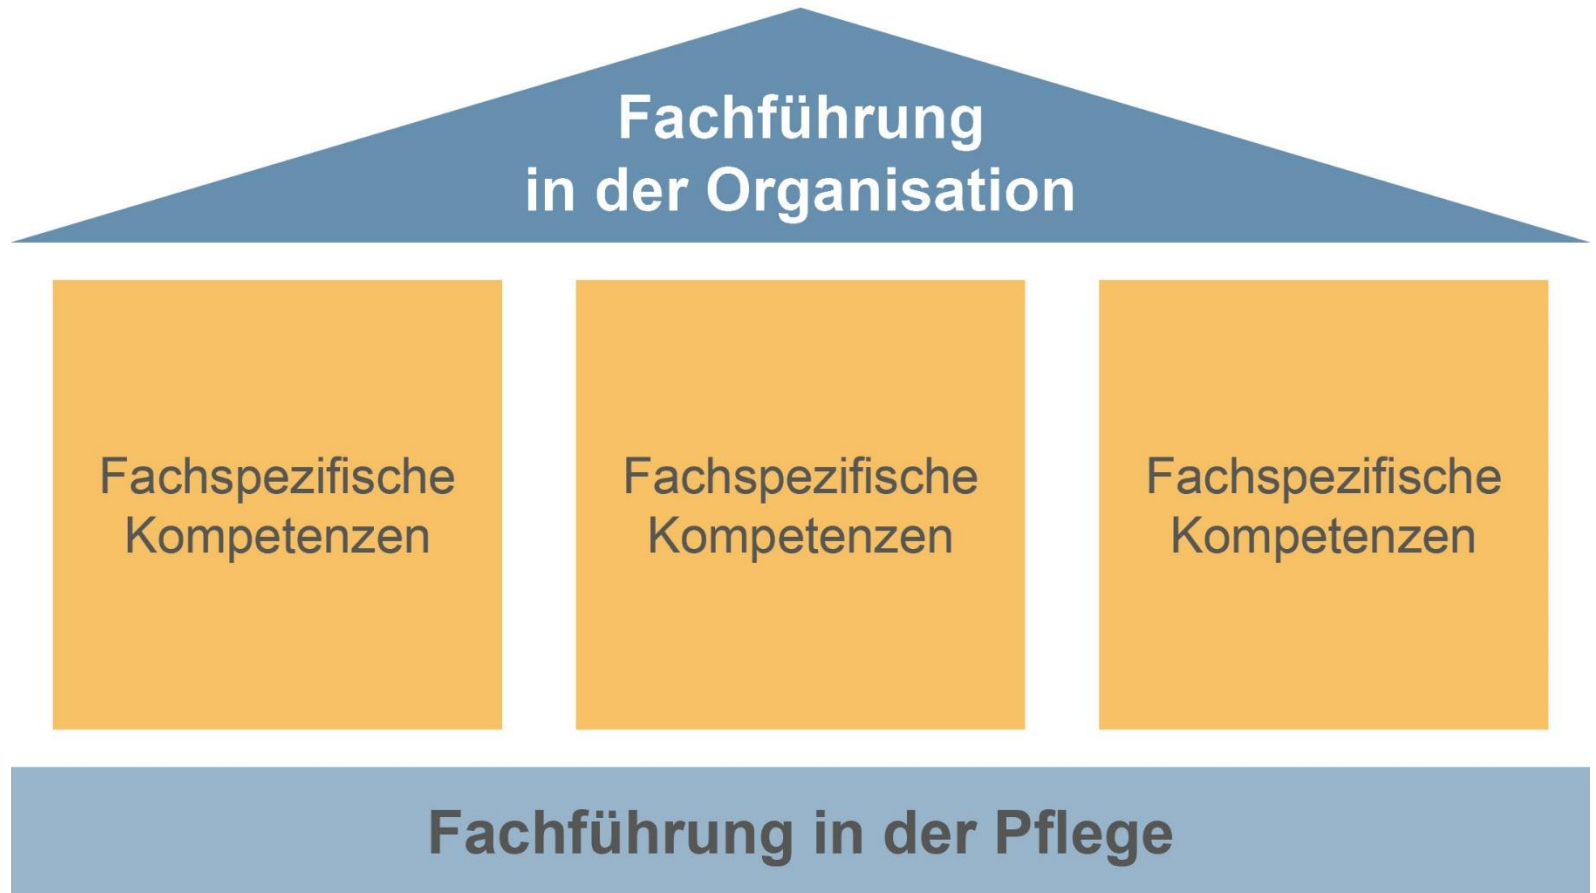 Fachführung
in der Organisation
Fachspezifische
Kompetenzen
Fachspezifische
Kompetenzen
Fachspezifische
Kompetenzen
Fachführung in der Pflege